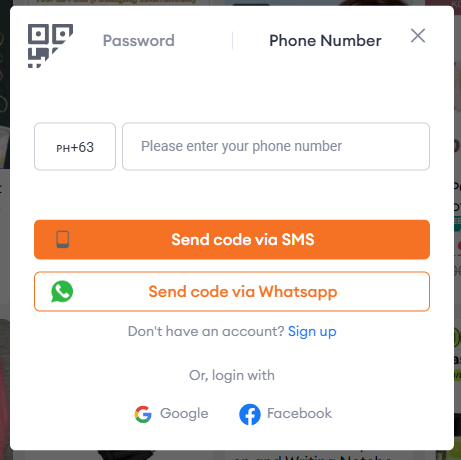 Password
Phone Number
PH+63
Please enter your phone number
Send code via SMS
Send code via Whatsapp
Don't have an account? Sign up
Or, login with
Google
Facebook